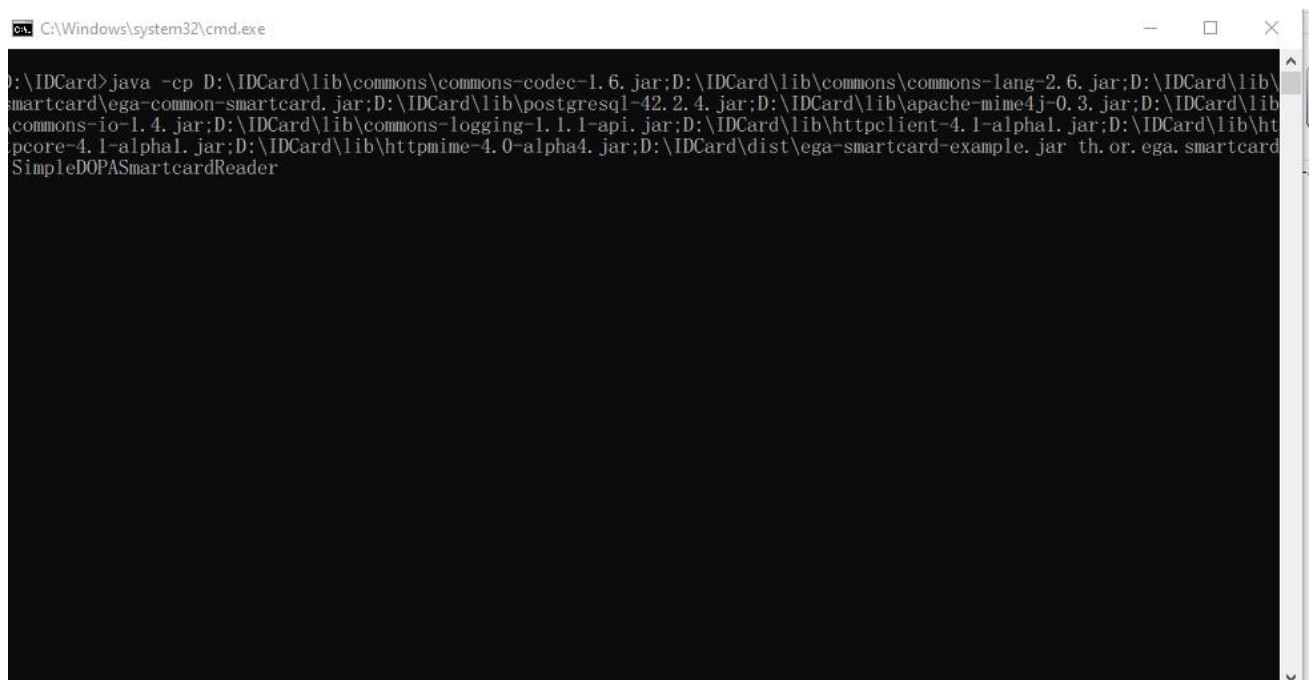 C:\Windows\system32\cmd.exe
D:\IDCard>java -cp D:\IDCard\lib\commons\commons-codec-1.6.jar;D:\IDCard\lib\commons\commons-lang-2.6.jar;D:\IDCard\lib\
smartcard\ega-common-smartcard.jar;D:\IDCard\lib\postgresql-42.2.4.jar;D:\IDCard\lib\apache-mime4j-0.3.jar;D:\IDCard\lib
\commons-io-1.4.jar;D:\IDCard\lib\commons-logging-1.1.1-api.jar;D:\IDCard\lib\httpclient-4.1-alpha1.jar;D:\IDCard\lib\ht
tpcore-4.1-alpha1.jar;D:\IDCard\lib\httpmime-4.0-alpha4.jar;D:\IDCard\dist\ega-smartcard-example.jar th.or.ega.smartcard
.SimpleDOPASmartcardReader